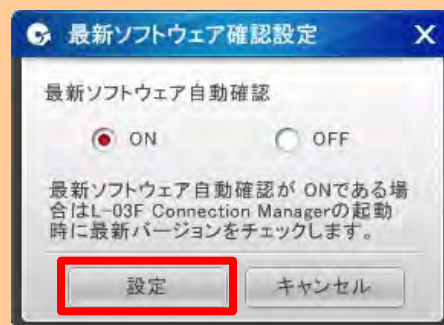 最新ソフトウェア確認設定
最新ソフトウェア自動確認
ON OFF
最新ソフトウェア自動確認が ONである場
合はL-03F Connection Managerの起動
時に最新バージョンをチェックします。
設定 キャンセル